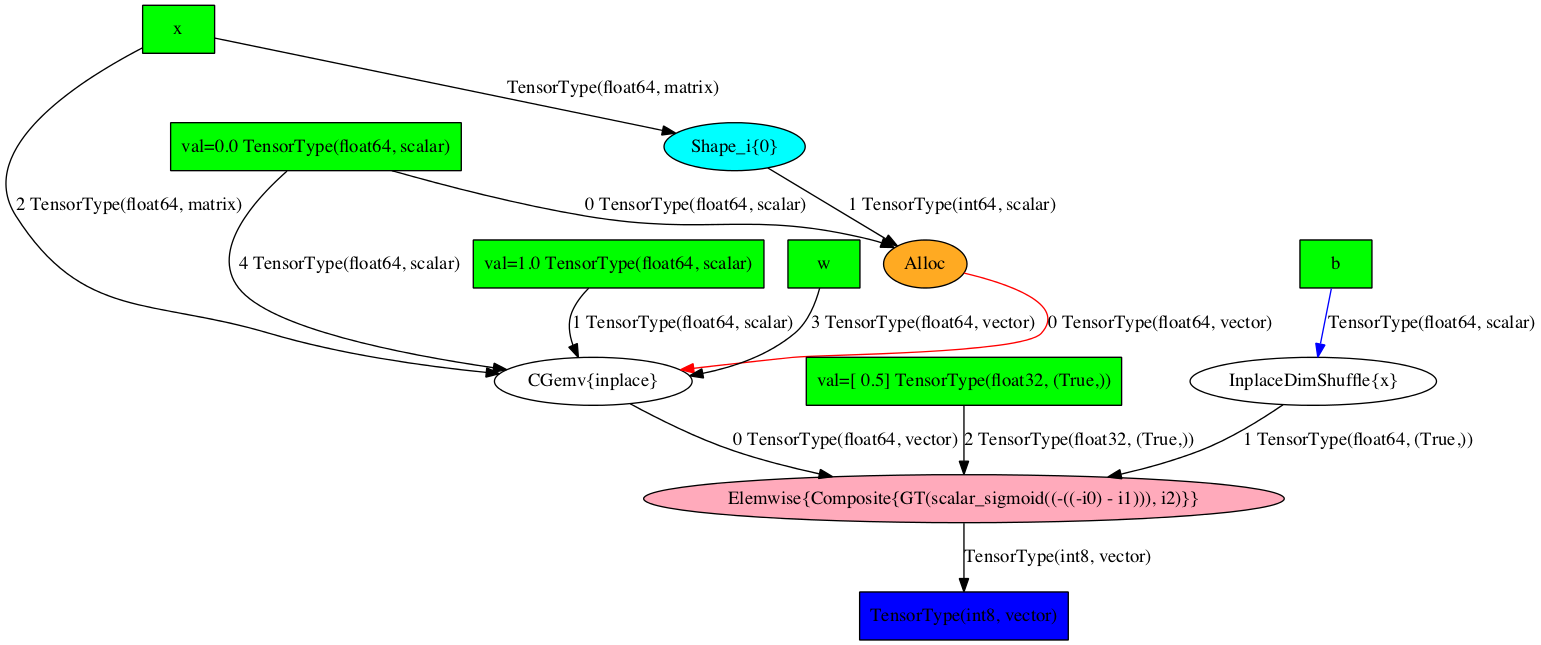 x
TensorType(float64, matrix)
val=0.0 TensorType(float64, scalar)
Shape_i{0}
2 TensorType(float64, matrix)
0 TensorType(float64, scalar)
1 TensorType(int64, scalar)
4 TensorType(float64, scalar)
val=1.0 TensorType(float64, scalar)
w
Alloc
b
1 TensorType(float64, scalar)
3 TensorType(float64, vector)
0 TensorType(float64, vector)
TensorType(float64, scalar)
CGemv{inplace}
val=[ 0.5] TensorType(float32, (True,))
InplaceDimShuffle{x}
0 TensorType(float64, vector)
2 TensorType(float32, (True,))
1 TensorType(float64, (True,))
Elemwise{Composite{GT(scalar_sigmoid((-((-i0) - i1))), i2)}}
TensorType(int8, vector)
TensorType(int8, vector)